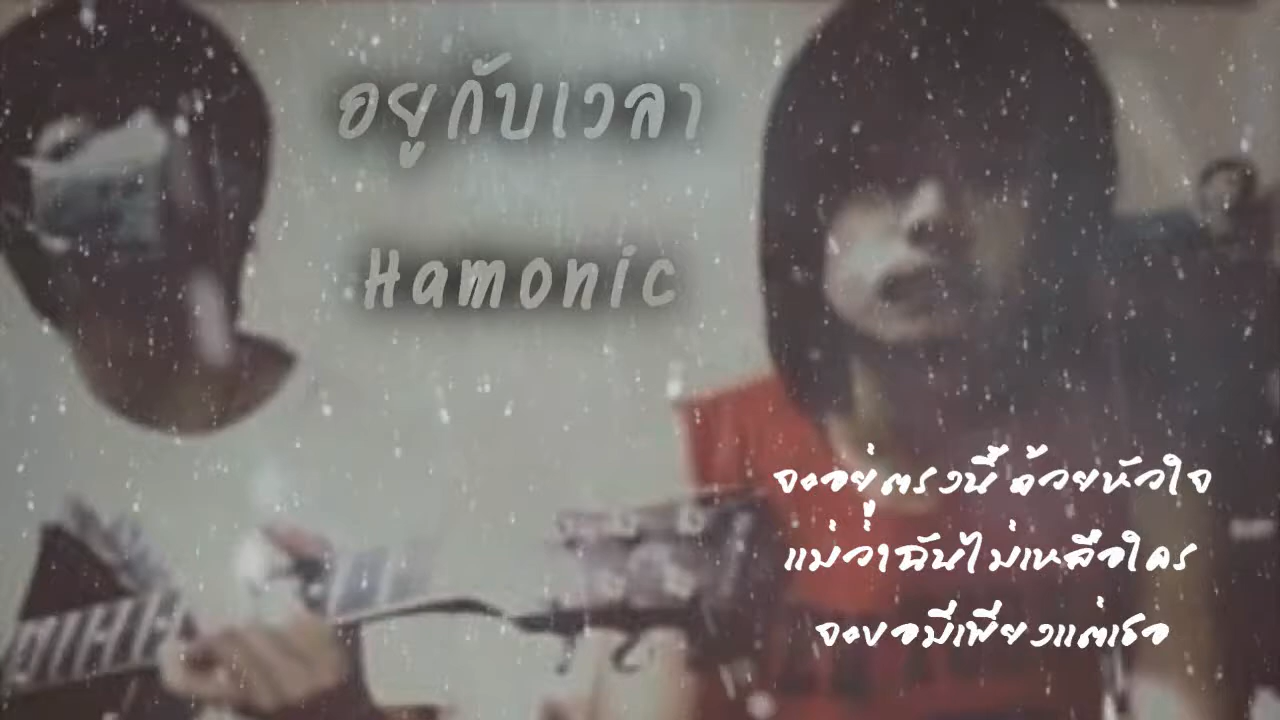 อยู่กับเวลา
Hamonic
จะอยู่ตรงนี้ ด้วยหัวใจ
แม่ว่าฉันไม่เหลือใคร
จะขอมีเพียงแต่เธอ